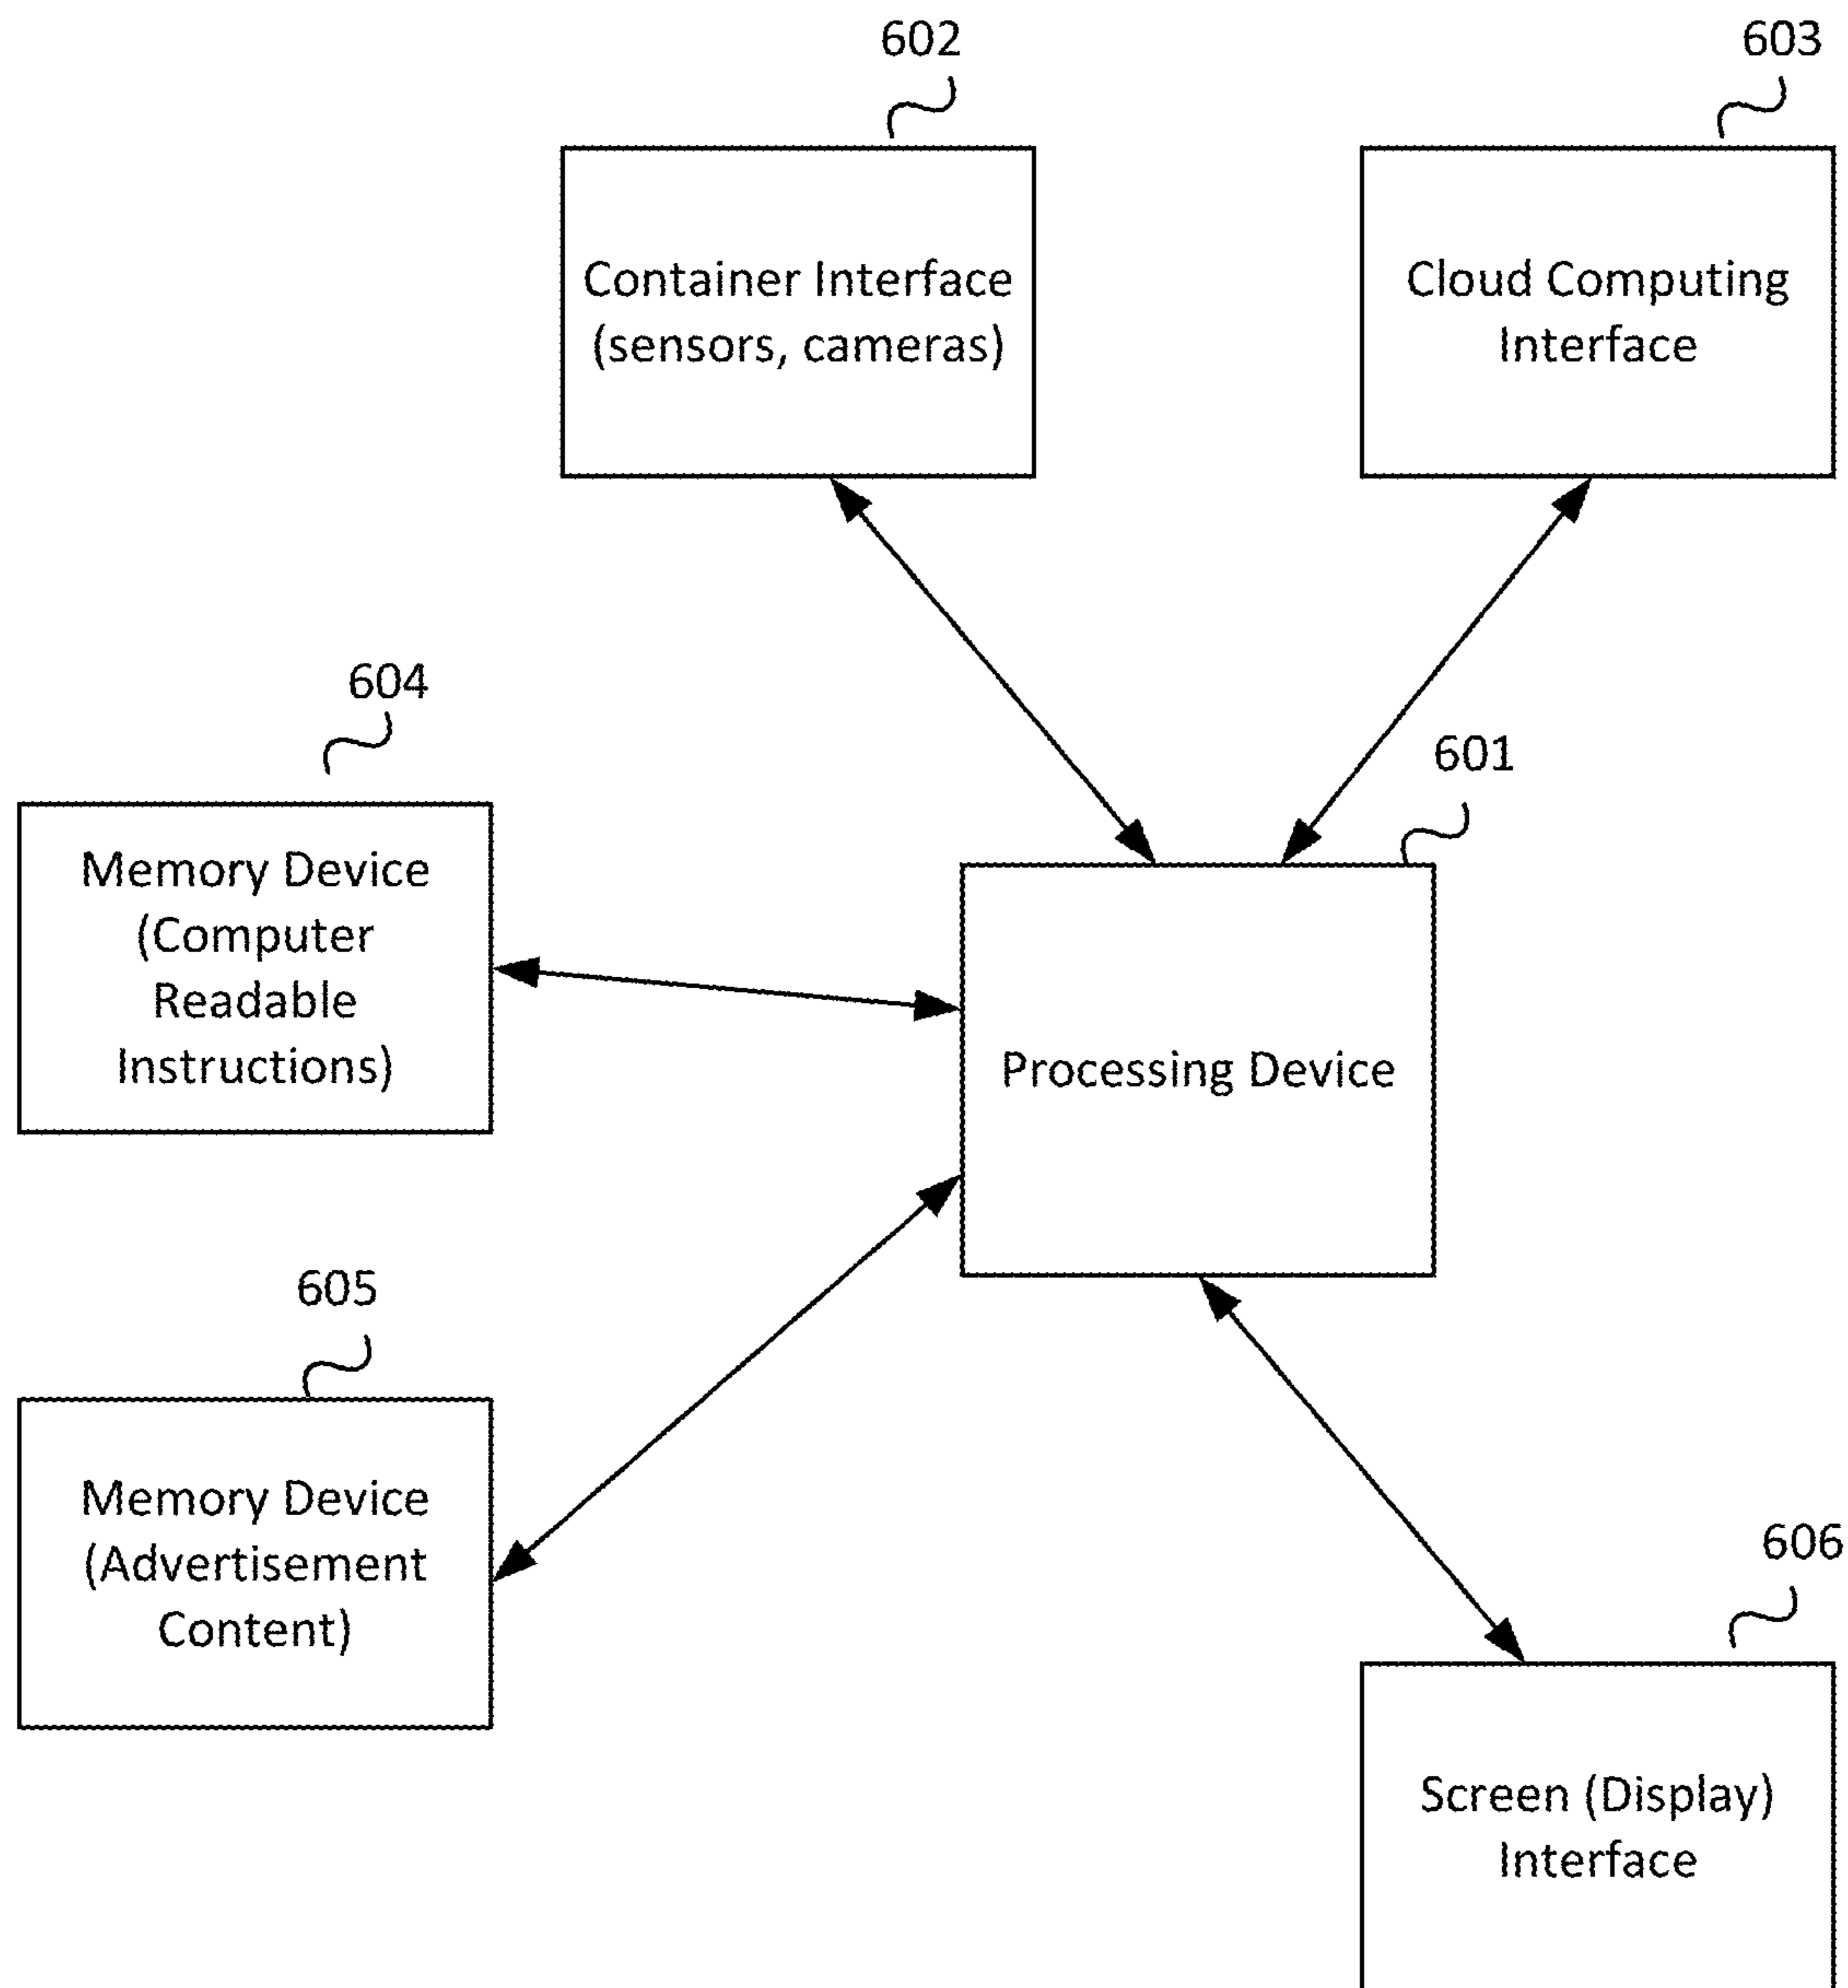 602
603
Container Interface
(sensors, cameras)
Cloud Computing
Interface
604
601
Memory Device
(Computer
Readable
Instructions)
Processing Device
605
Memory Device
(Advertisement
Content)
606
Screen (Display)
Interface